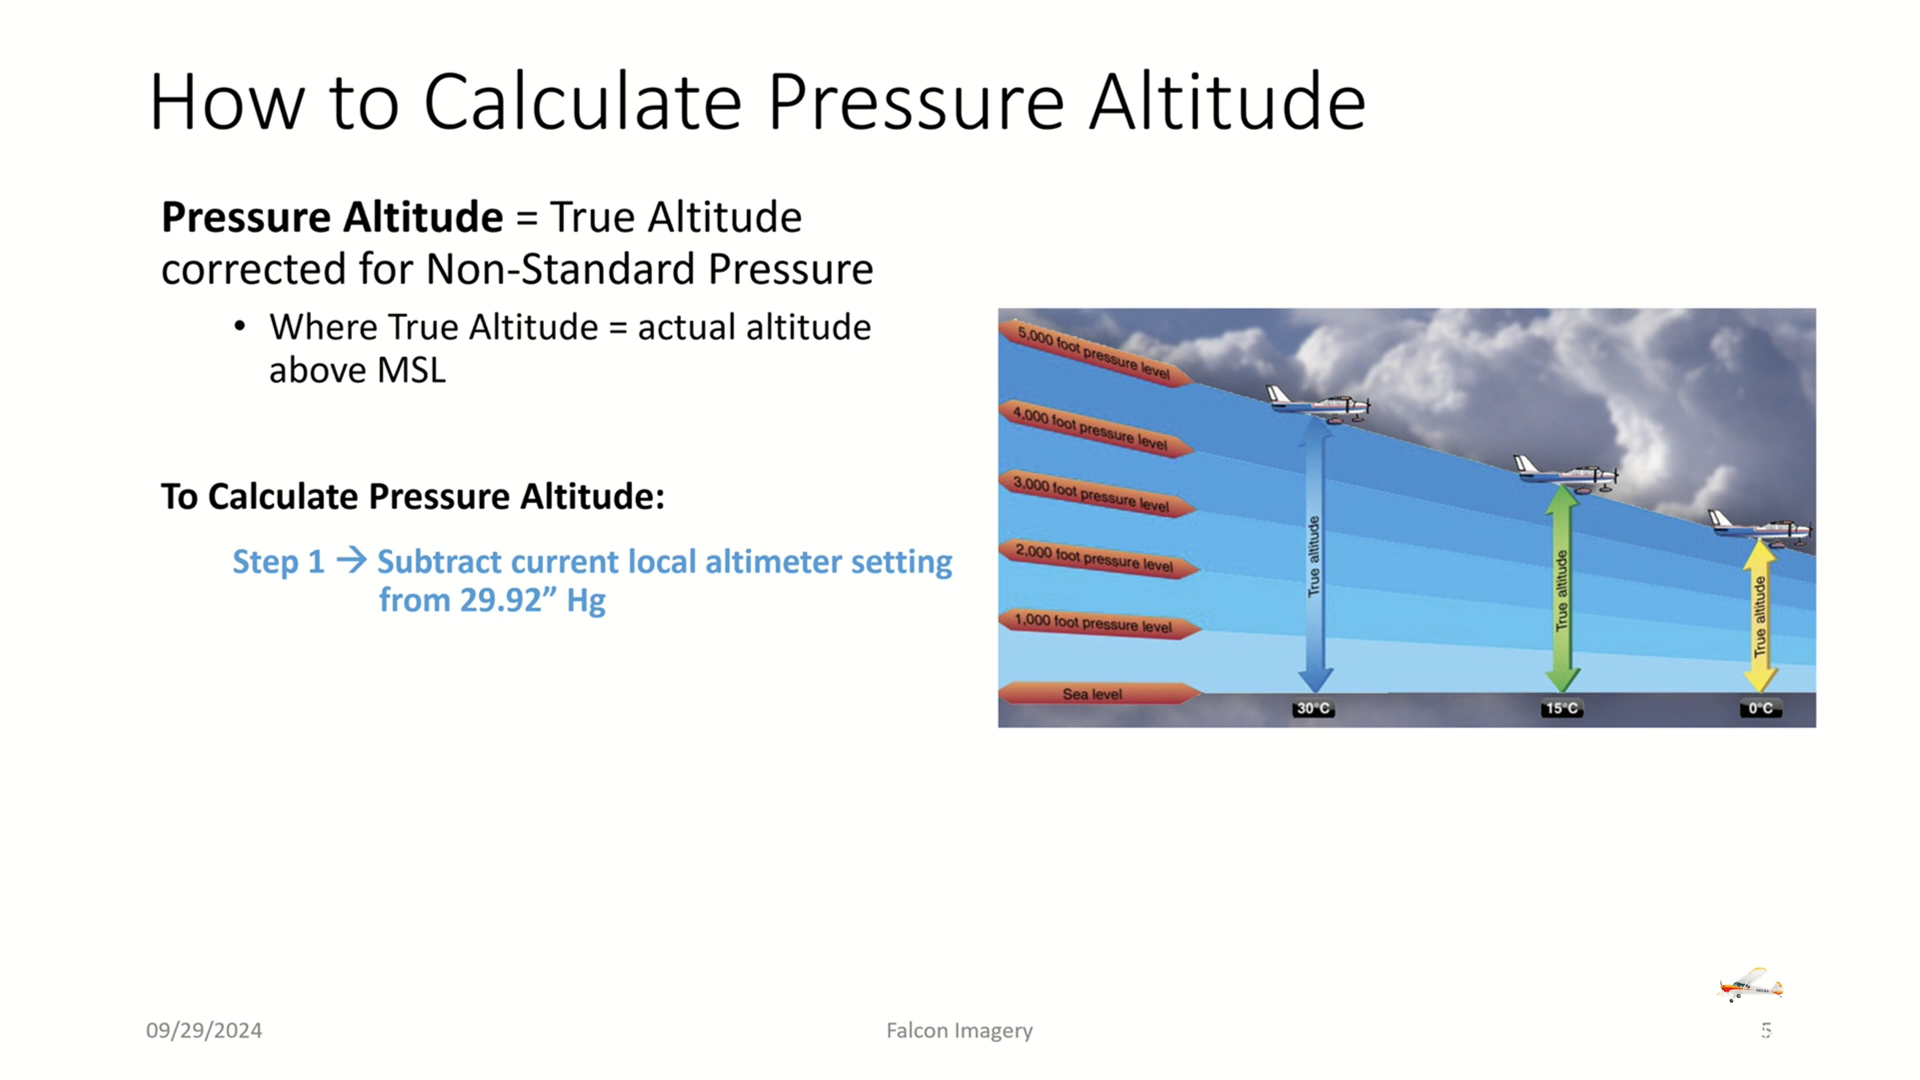 How to Calculate Pressure Altitude
Pressure Altitude = True Altitude
corrected for Non-Standard Pressure
• Where True Altitude = actual altitude
above MSL
To Calculate Pressure Altitude:
Step 1 → Subtract current local altimeter setting
from 29.92” Hg
5,000 foot pressure level
4,000 foot pressure level
3,000 foot pressure level
2,000 foot pressure level
1,000 foot pressure level
Sea level
True altitude
True altitude
True altitude
30°C
15°C
0°C
09/29/2024
Falcon Imagery
5